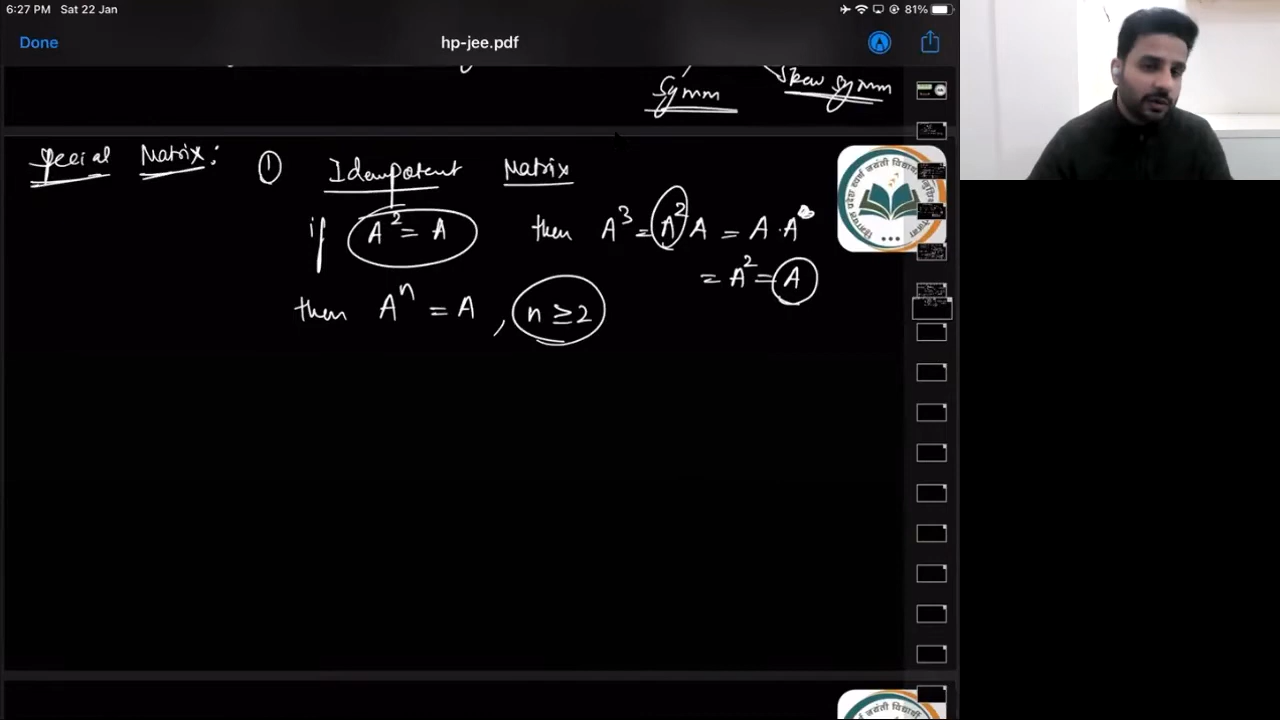 6:27 PM Sat 22 Jan 81%
Done hp-jee.pdf
Symm Skew Symm
Special Matrix: ① Idempotent Matrix
if A² = A then A³ = A² A = A · A
= A² = A
then Aⁿ = A , n ≥ 2